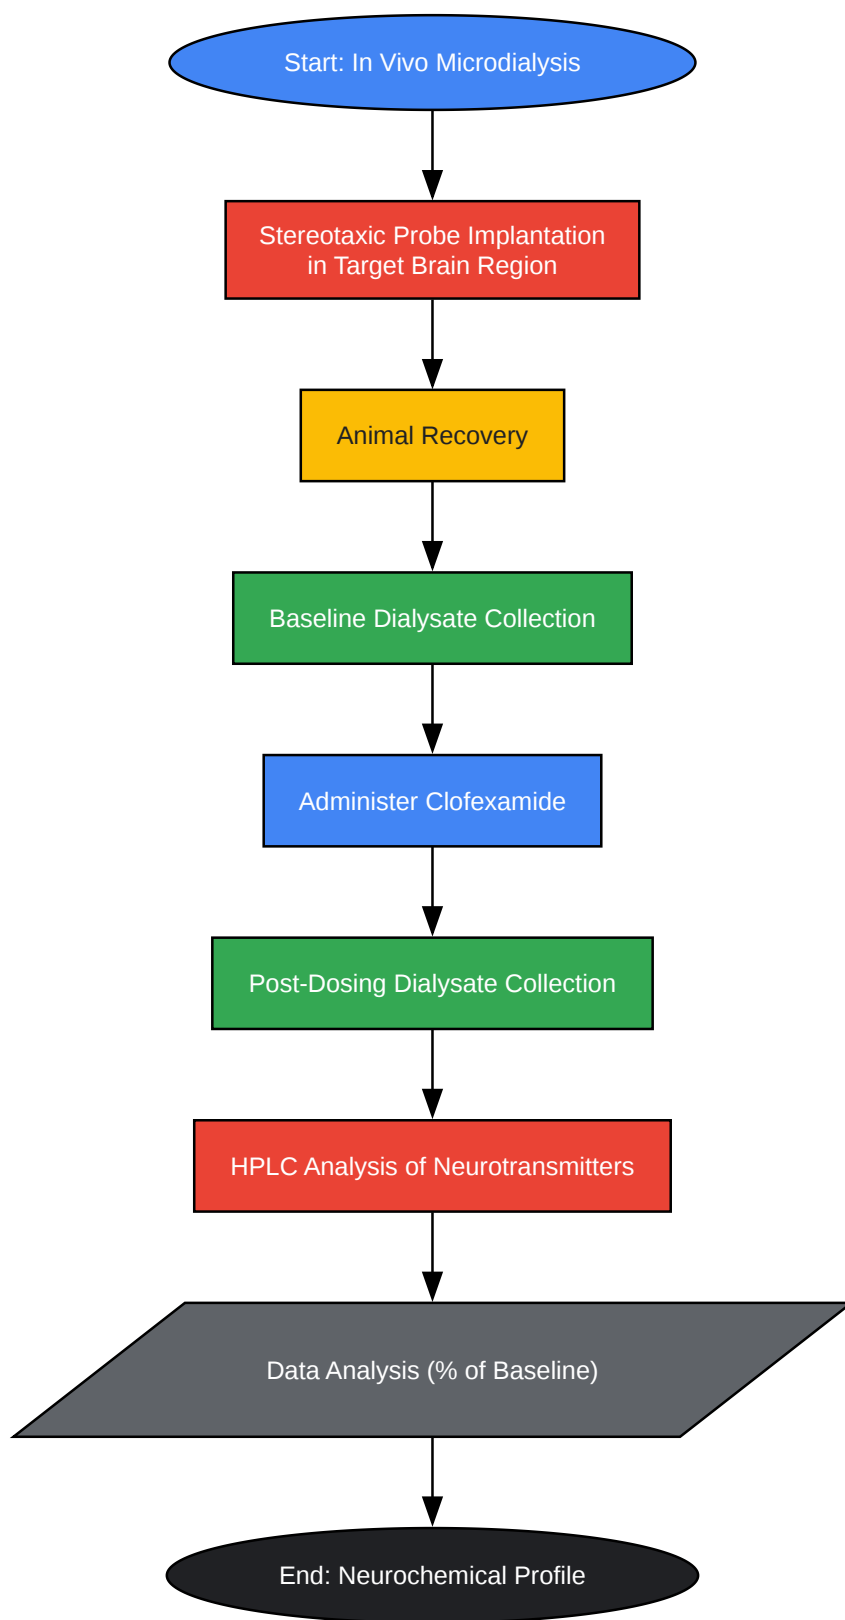 Start: In Vivo Microdialysis
Stereotaxic Probe Implantation
in Target Brain Region
Animal Recovery
Baseline Dialysate Collection
Administer Clofexamide
Post-Dosing Dialysate Collection
HPLC Analysis of Neurotransmitters
Data Analysis (% of Baseline)
End: Neurochemical Profile